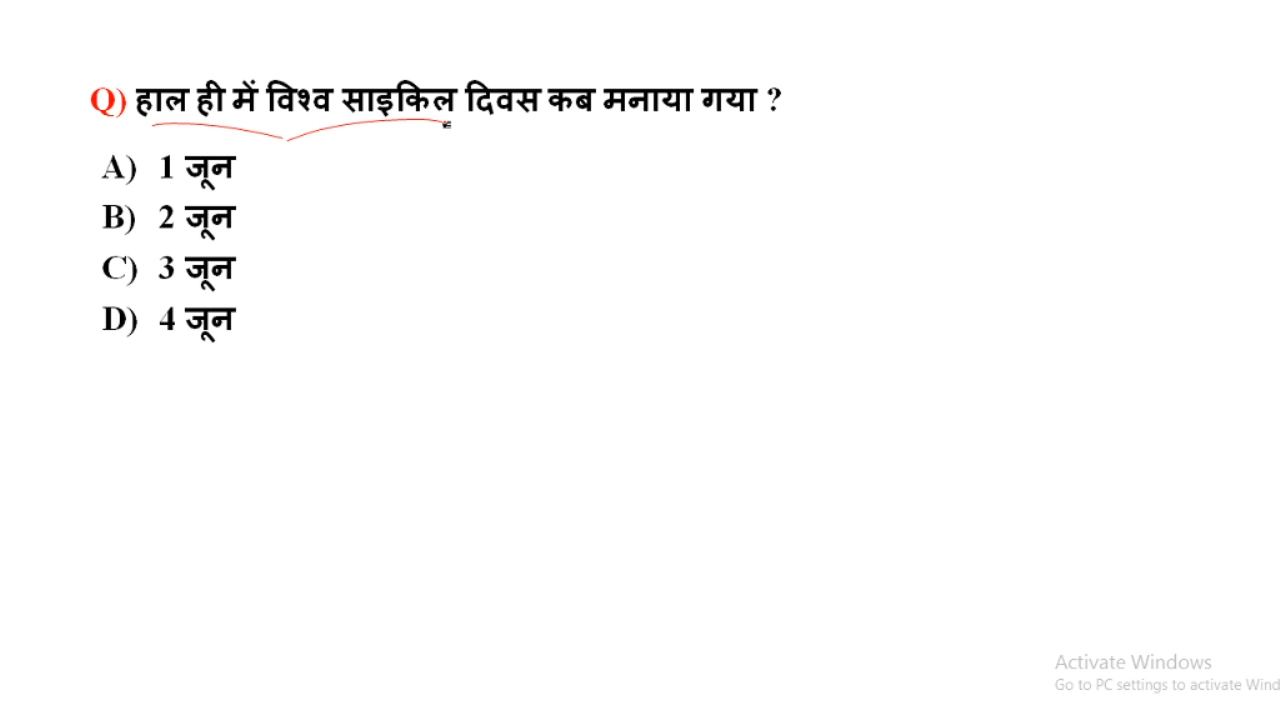 Q) हाल ही में विश्व साइकिल दिवस कब मनाया गया ?
A) 1 जून
B) 2 जून
C) 3 जून
D) 4 जून
Activate Windows
Go to PC settings to activate Wind